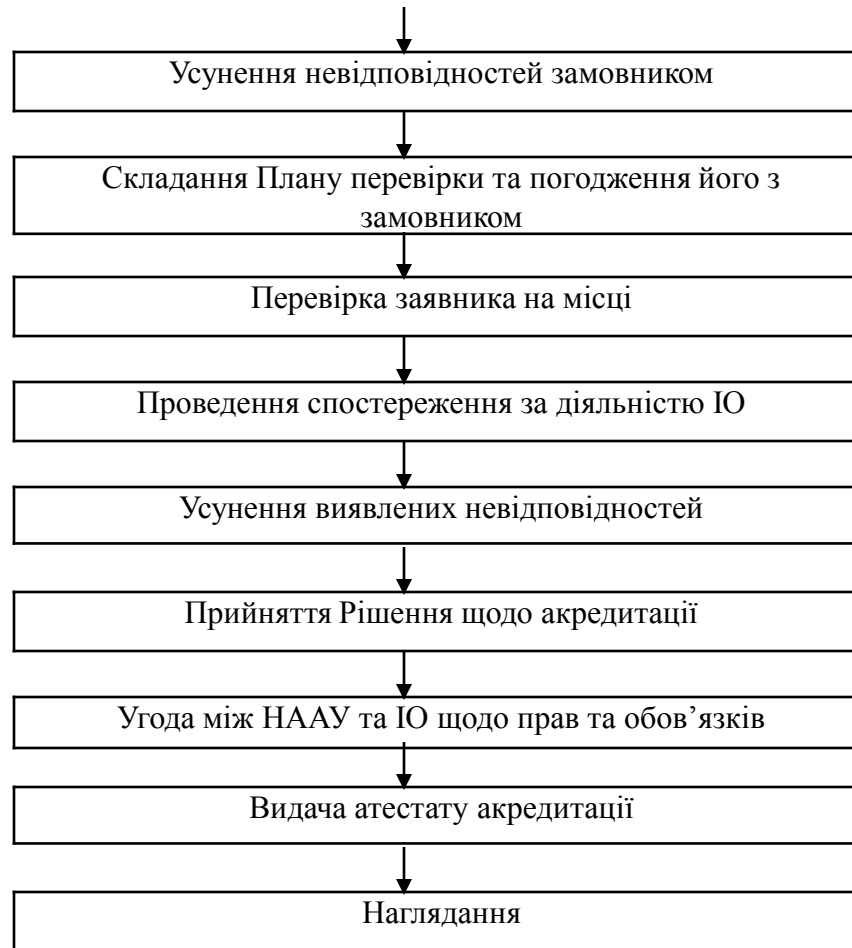 Усунення невідповідностей замовником
Складання Плану перевірки та погодження його з
замовником
Перевірка заявника на місці
Проведення спостереження за діяльністю ІО
Усунення виявлених невідповідностей
Прийняття Рішення щодо акредитації
Угода між НААУ та ІО щодо прав та обов’язків
Видача атестату акредитації
Наглядання